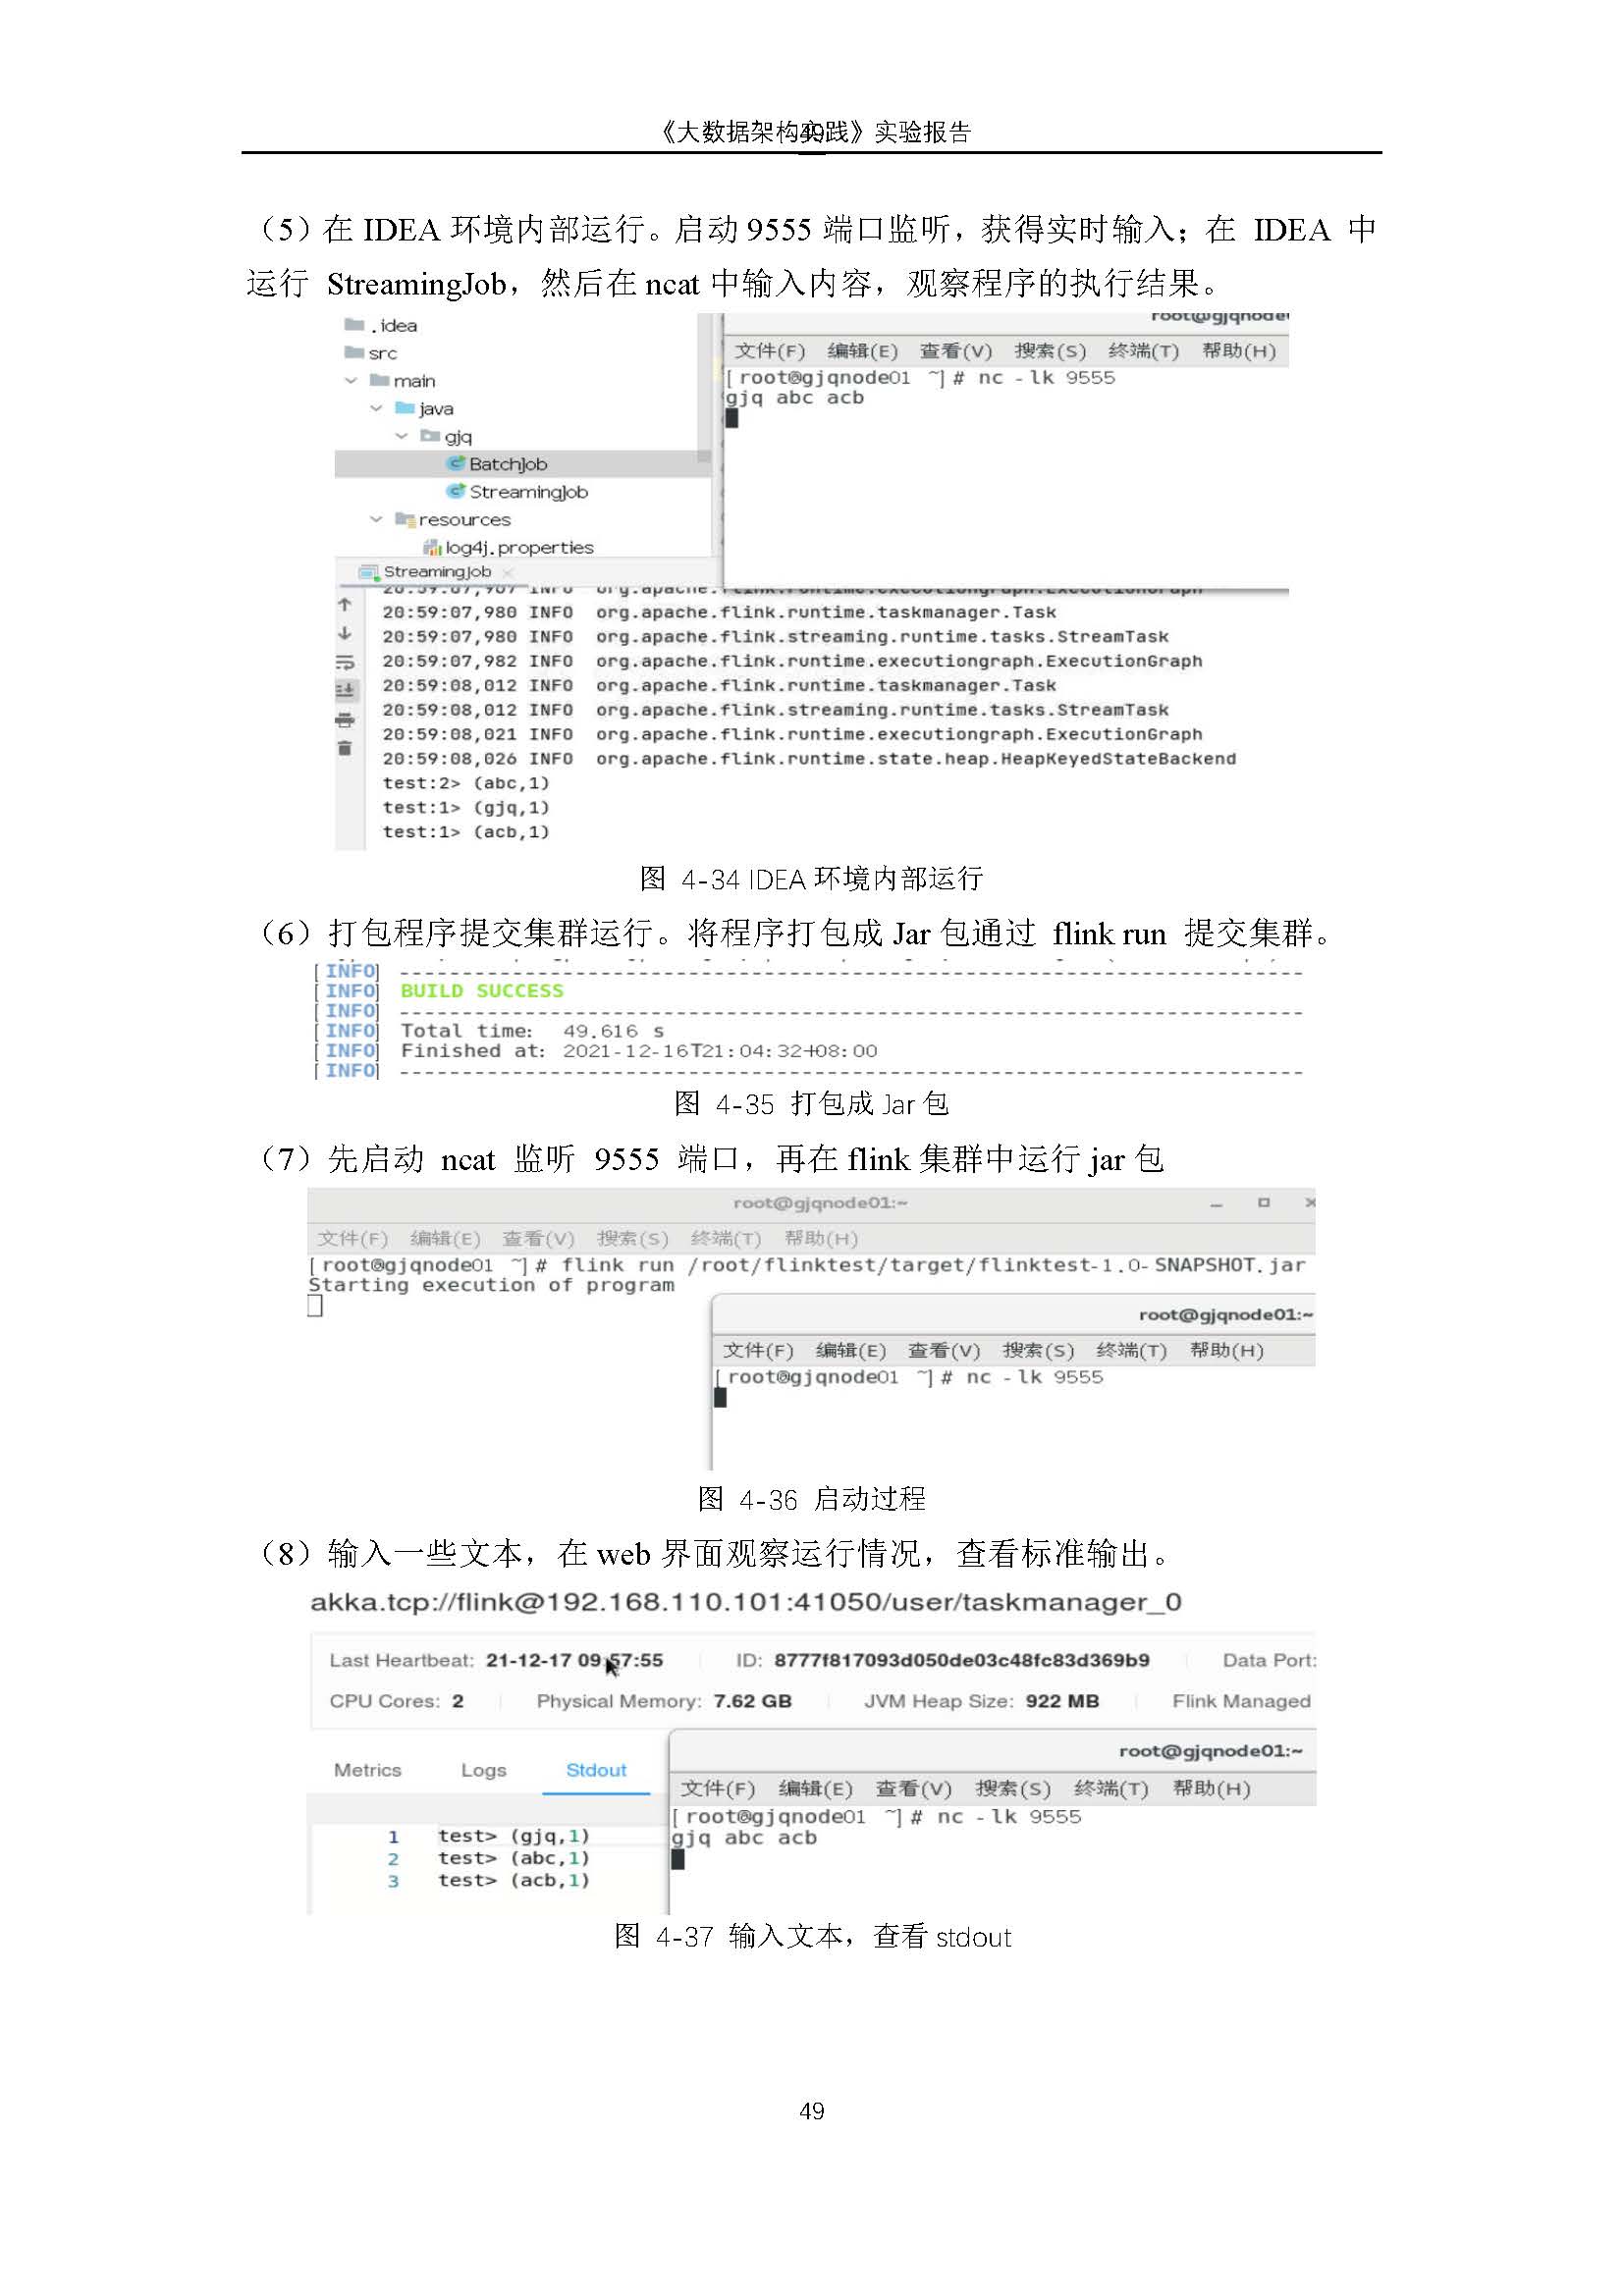 《大数据架构实践》实验报告
（5）在 IDEA 环境内部运行。启动 9555 端口监听，获得实时输入；在 IDEA 中
运行 StreamingJob，然后在 ncat 中输入内容，观察程序的执行结果。
.idea
src
main
java
gjq
BatchJob
StreamingJob
resources
log4j.properties
root@gjqnode
文件(F) 编辑(E) 查看(V) 搜索(S) 终端(T) 帮助(H)
[root@gjqnode01 ~]# nc -lk 9555
gjq abc acb
StreamingJob
20:59:07,967 INFO org.apache.flink.runtime.executiongraph.ExecutionGraph
20:59:07,980 INFO org.apache.flink.runtime.taskmanager.Task
20:59:07,980 INFO org.apache.flink.streaming.runtime.tasks.StreamTask
20:59:07,982 INFO org.apache.flink.runtime.executiongraph.ExecutionGraph
20:59:08,012 INFO org.apache.flink.runtime.taskmanager.Task
20:59:08,012 INFO org.apache.flink.streaming.runtime.tasks.StreamTask
20:59:08,021 INFO org.apache.flink.runtime.executiongraph.ExecutionGraph
20:59:08,026 INFO org.apache.flink.runtime.state.heap.HeapKeyedStateBackend
test:2> (abc,1)
test:1> (gjq,1)
test:1> (acb,1)
图 4-34 IDEA 环境内部运行
（6）打包程序提交集群运行。将程序打包成 Jar 包通过 flink run 提交集群。
[INFO] ------------------------------------------------------------------------
[INFO] BUILD SUCCESS
[INFO] ------------------------------------------------------------------------
[INFO] Total time: 49.616 s
[INFO] Finished at: 2021-12-16T21:04:32+08:00
[INFO] ------------------------------------------------------------------------
图 4-35 打包成 Jar 包
（7）先启动 ncat 监听 9555 端口，再在 flink 集群中运行 jar 包
root@gjqnode01:~
文件(F) 编辑(E) 查看(V) 搜索(S) 终端(T) 帮助(H)
[root@gjqnode01 ~]# flink run /root/flinktest/target/flinktest-1.0-SNAPSHOT.jar
Starting execution of program
root@gjqnode01:~
文件(F) 编辑(E) 查看(V) 搜索(S) 终端(T) 帮助(H)
[root@gjqnode01 ~]# nc -lk 9555
图 4-36 启动过程
（8）输入一些文本，在 web 界面观察运行情况，查看标准输出。
akka.tcp://flink@192.168.110.101:41050/user/taskmanager_0
Last Heartbeat: 21-12-17 09:57:55 ID: 8777f817093d050de03c48fc83d369b9 Data Port:
CPU Cores: 2 Physical Memory: 7.62 GB JVM Heap Size: 922 MB Flink Managed
Metrics Logs Stdout
1 test> (gjq,1)
2 test> (abc,1)
3 test> (acb,1)
root@gjqnode01:~
文件(F) 编辑(E) 查看(V) 搜索(S) 终端(T) 帮助(H)
[root@gjqnode01 ~]# nc -lk 9555
gjq abc acb
图 4-37 输入文本，查看 stdout
49